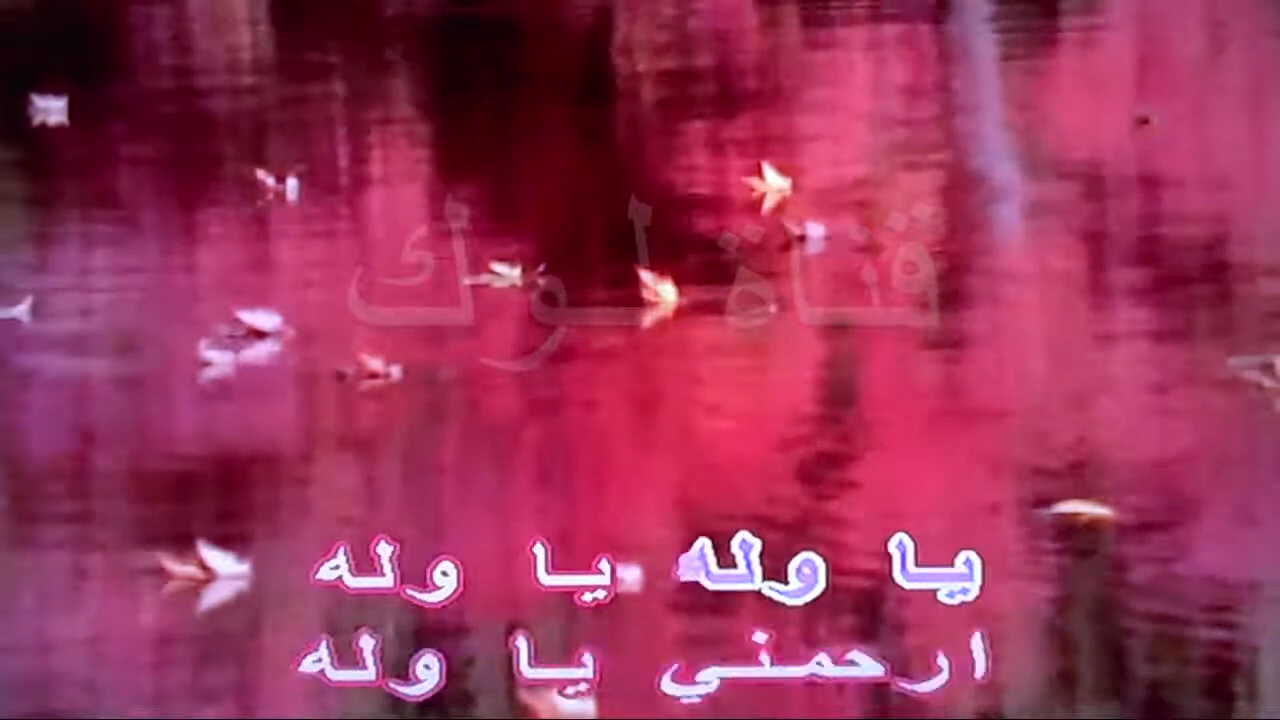 قناة لوك
يا وله يا وله
ارحمني يا وله